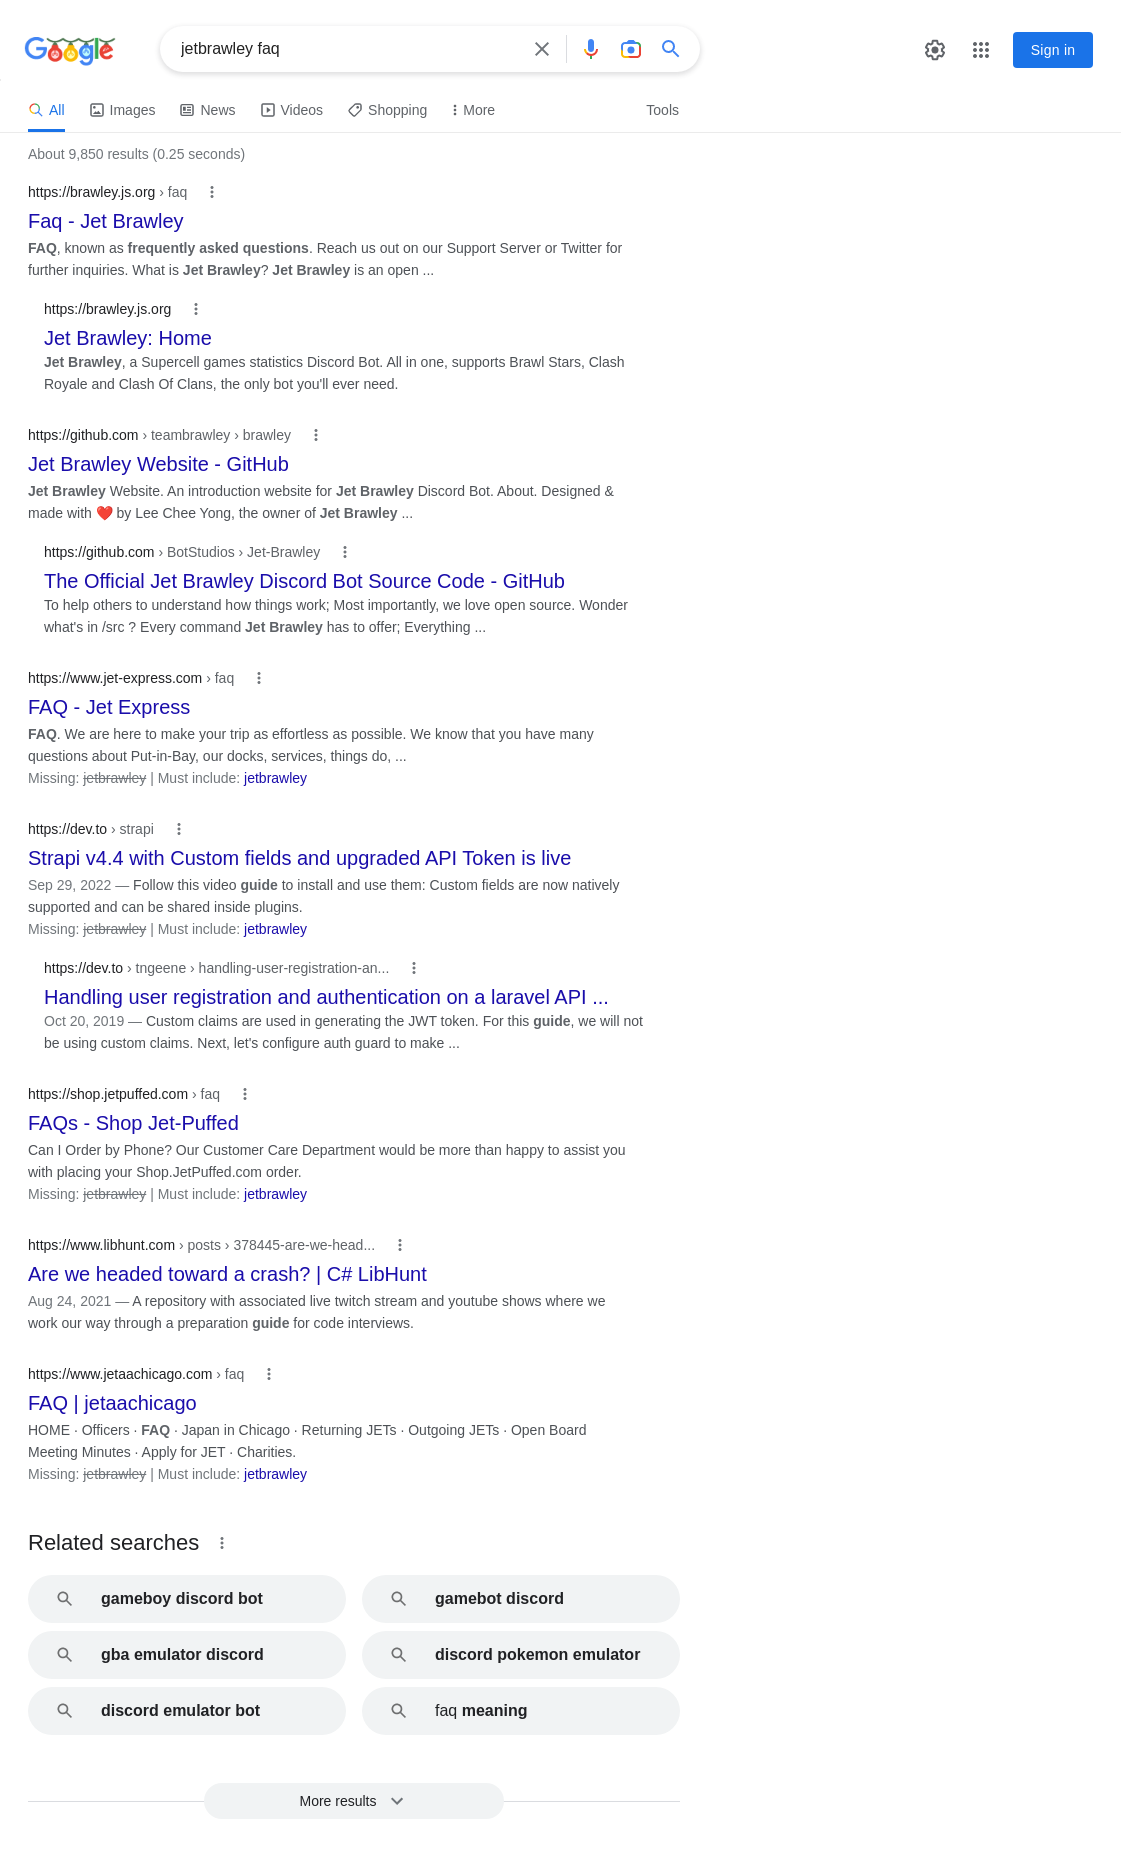 Google
jetbrawley faq
Sign in
All
Images
News
Videos
Shopping
More
Tools
About 9,850 results (0.25 seconds)
https://brawley.js.org › faq
Faq - Jet Brawley
FAQ, known as frequently asked questions. Reach us out on our Support Server or Twitter for
further inquiries. What is Jet Brawley? Jet Brawley is an open ...
https://brawley.js.org
Jet Brawley: Home
Jet Brawley, a Supercell games statistics Discord Bot. All in one, supports Brawl Stars, Clash
Royale and Clash Of Clans, the only bot you'll ever need.
https://github.com › teambrawley › brawley
Jet Brawley Website - GitHub
Jet Brawley Website. An introduction website for Jet Brawley Discord Bot. About. Designed &
made with ❤️ by Lee Chee Yong, the owner of Jet Brawley ...
https://github.com › BotStudios › Jet-Brawley
The Official Jet Brawley Discord Bot Source Code - GitHub
To help others to understand how things work; Most importantly, we love open source. Wonder
what's in /src ? Every command Jet Brawley has to offer; Everything ...
https://www.jet-express.com › faq
FAQ - Jet Express
FAQ. We are here to make your trip as effortless as possible. We know that you have many
questions about Put-in-Bay, our docks, services, things do, ...
Missing: jetbrawley | Must include: jetbrawley
https://dev.to › strapi
Strapi v4.4 with Custom fields and upgraded API Token is live
Sep 29, 2022 — Follow this video guide to install and use them: Custom fields are now natively
supported and can be shared inside plugins.
Missing: jetbrawley | Must include: jetbrawley
https://dev.to › tngeene › handling-user-registration-an...
Handling user registration and authentication on a laravel API ...
Oct 20, 2019 — Custom claims are used in generating the JWT token. For this guide, we will not
be using custom claims. Next, let's configure auth guard to make ...
https://shop.jetpuffed.com › faq
FAQs - Shop Jet-Puffed
Can I Order by Phone? Our Customer Care Department would be more than happy to assist you
with placing your Shop.JetPuffed.com order.
Missing: jetbrawley | Must include: jetbrawley
https://www.libhunt.com › posts › 378445-are-we-head...
Are we headed toward a crash? | C# LibHunt
Aug 24, 2021 — A repository with associated live twitch stream and youtube shows where we
work our way through a preparation guide for code interviews.
https://www.jetaachicago.com › faq
FAQ | jetaachicago
HOME · Officers · FAQ · Japan in Chicago · Returning JETs · Outgoing JETs · Open Board
Meeting Minutes · Apply for JET · Charities.
Missing: jetbrawley | Must include: jetbrawley
Related searches
gameboy discord bot
gamebot discord
gba emulator discord
discord pokemon emulator
discord emulator bot
faq meaning
More results